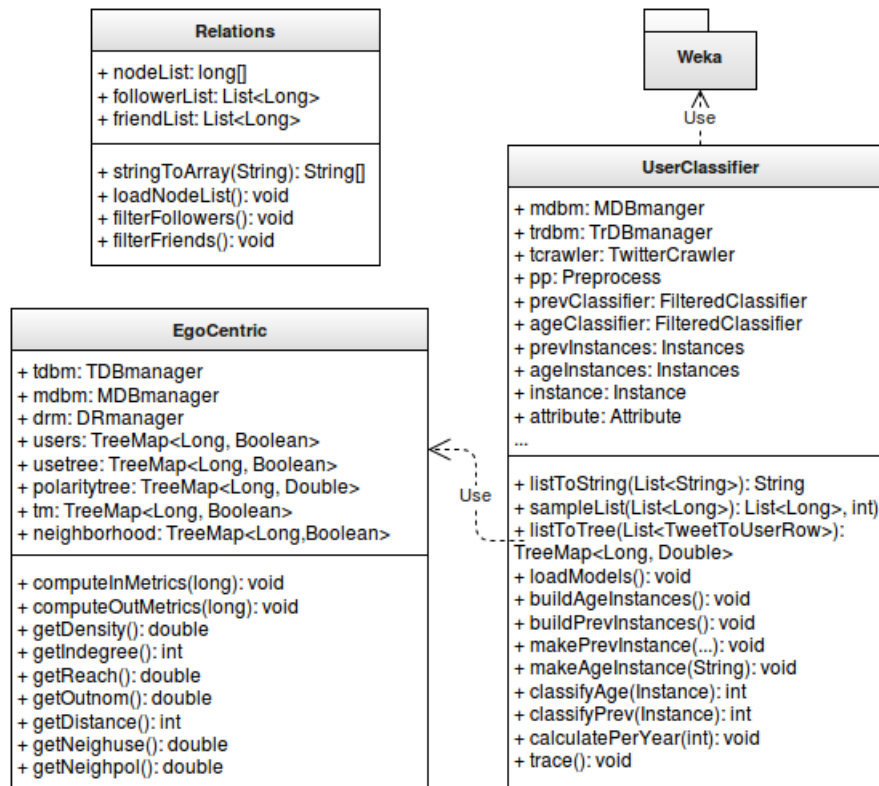 Relations
+ nodeList: long[]
+ followerList: List<Long>
+ friendList: List<Long>
+ stringToArray(String): String[]
+ loadNodeList(): void
+ filterFollowers(): void
+ filterFriends(): void
Weka
Use
UserClassifier
+ mdbm: MDBmanger
+ trdbm: TrDBmanager
+ tcrawler: TwitterCrawler
+ pp: Preprocess
+ prevClassifier: FilteredClassifier
+ ageClassifier: FilteredClassifier
+ prevInstances: Instances
+ ageInstances: Instances
+ instance: Instance
+ attribute: Attribute
...
+ listToString(List<String>): String
+ sampleList(List<Long>): List<Long>, int)
+ listToTree(List<TweetToUserRow>):
TreeMap<Long, Double>
+ loadModels(): void
+ buildAgeInstances(): void
+ buildPrevInstances(): void
+ makePrevInstance(...): void
+ makeAgeInstance(String): void
+ classifyAge(Instance): int
+ classifyPrev(Instance): int
+ calculatePerYear(int): void
+ trace(): void
Use
EgoCentric
+ tdbm: TDBmanager
+ mdbm: MDBmanager
+ drm: DRmanager
+ users: TreeMap<Long, Boolean>
+ usetree: TreeMap<Long, Boolean>
+ polaritytree: TreeMap<Long, Double>
+ tm: TreeMap<Long, Boolean>
+ neighborhood: TreeMap<Long,Boolean>
+ computeInMetrics(long): void
+ computeOutMetrics(long): void
+ getDensity(): double
+ getIndegree(): int
+ getReach(): double
+ getOutnom(): double
+ getDistance(): int
+ getNeighuse(): double
+ getNeighpol(): double